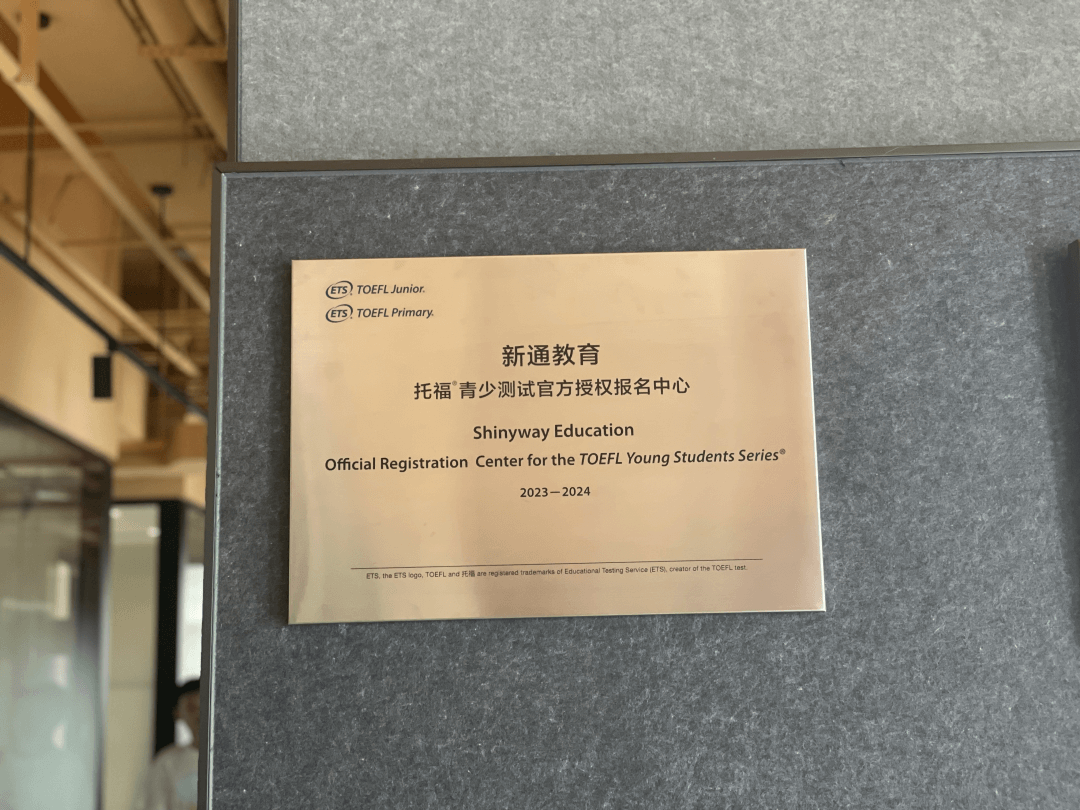 ETS TOEFL Junior.
ETS TOEFL Primary.
新通教育
托福®青少测试官方授权报名中心
Shinyway Education
Official Registration Center for the TOEFL Young Students Series®
2023—2024
ETS, the ETS logo, TOEFL and 托福 are registered trademarks of Educational Testing Service (ETS), creator of the TOEFL test.